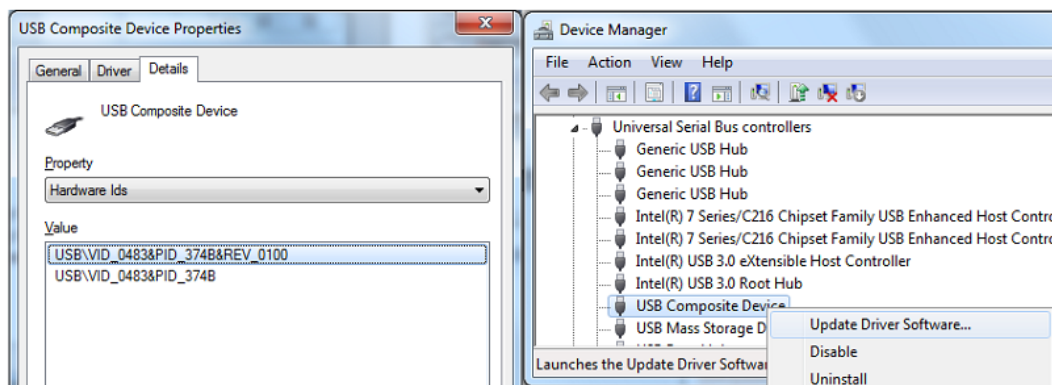 USB Composite Device Properties
General Driver Details
USB Composite Device
Property
Hardware Ids
Value
USB\VID_0483&PID_374B&REV_0100
USB\VID_0483&PID_374B
Device Manager
File Action View Help
Universal Serial Bus controllers
Generic USB Hub
Generic USB Hub
Generic USB Hub
Intel(R) 7 Series/C216 Chipset Family USB Enhanced Host Contro
Intel(R) 7 Series/C216 Chipset Family USB Enhanced Host Contro
Intel(R) USB 3.0 eXtensible Host Controller
Intel(R) USB 3.0 Root Hub
USB Composite Device
USB Mass Storage D
Launches the Update Driver Softwa
Update Driver Software...
Disable
Uninstall